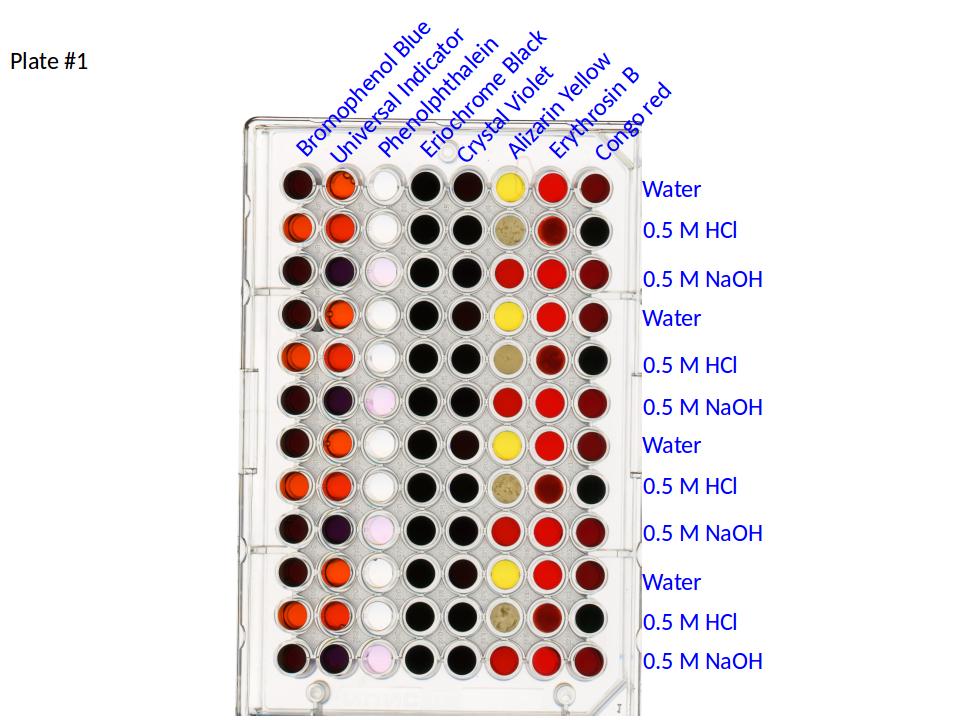 Plate #1
Bromophenol Blue
Universal Indicator
Phenolphthalein
Eriochrome Black
Crystal Violet
Alizarin Yellow
Erythrosin B
Congo red
Water
0.5 M HCl
0.5 M NaOH
Water
0.5 M HCl
0.5 M NaOH
Water
0.5 M HCl
0.5 M NaOH
Water
0.5 M HCl
0.5 M NaOH